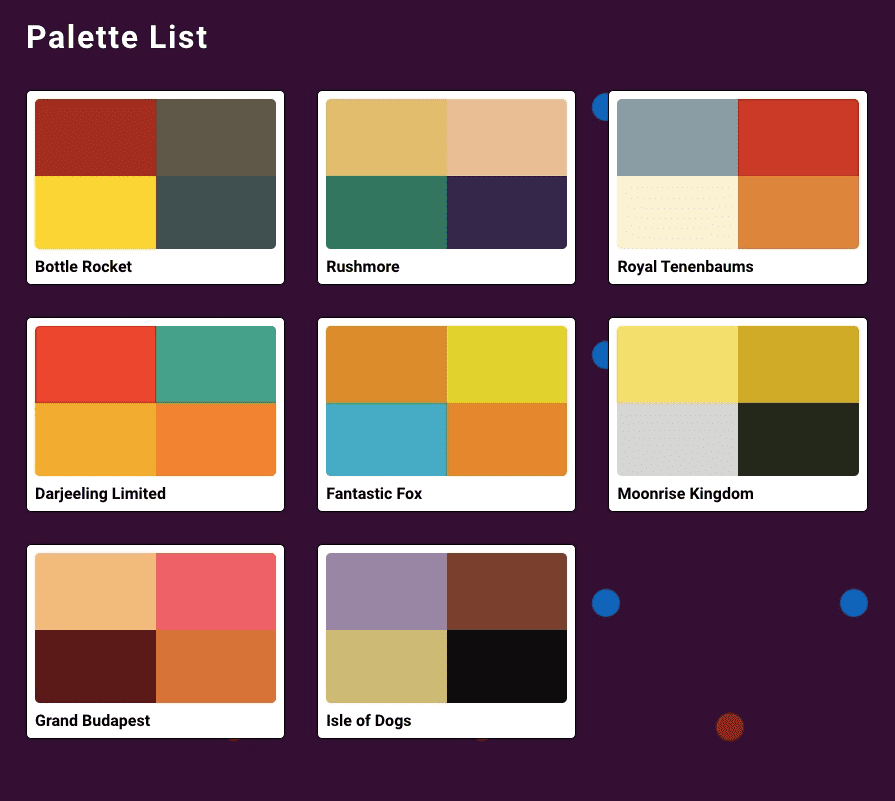 Palette List
Bottle Rocket
Rushmore
Royal Tenenbaums
Darjeeling Limited
Fantastic Fox
Moonrise Kingdom
Grand Budapest
Isle of Dogs